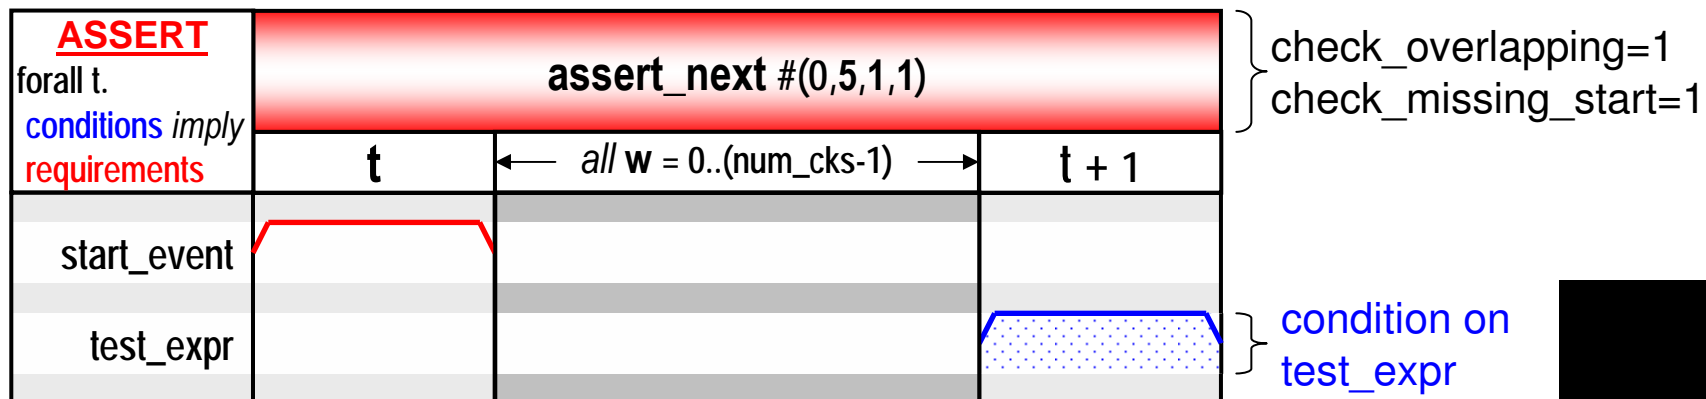 ASSERT
forall t.
conditions imply
requirements
assert_next #(0,5,1,1)
check_overlapping=1
check_missing_start=1
t
all w = 0..(num_cks-1)
t + 1
start_event
test_expr
condition on
test_expr